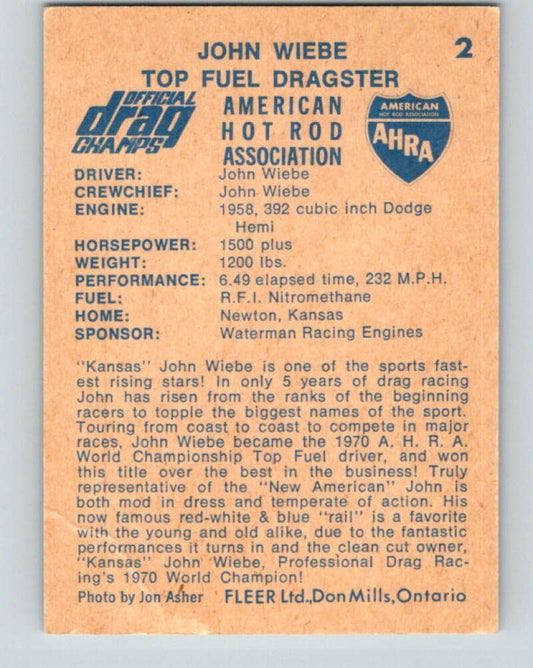 JOHN WIEBE 2
TOP FUEL DRAGSTER
OFFICIAL
drag
CHAMPS
AMERICAN
HOT ROD
ASSOCIATION
AMERICAN
HOT ROD ASSOCIATION
AHRA
DRIVER: John Wiebe
CREWCHIEF: John Wiebe
ENGINE: 1958, 392 cubic inch Dodge
Hemi
HORSEPOWER: 1500 plus
WEIGHT: 1200 lbs.
PERFORMANCE: 6.49 elapsed time, 232 M.P.H.
FUEL: R.F.I. Nitromethane
HOME: Newton, Kansas
SPONSOR: Waterman Racing Engines
"Kansas" John Wiebe is one of the sports fast-
est rising stars! In only 5 years of drag racing
John has risen from the ranks of the beginning
racers to topple the biggest names of the sport.
Touring from coast to coast to compete in major
races, John Wiebe became the 1970 A. H. R. A.
World Championship Top Fuel driver, and won
this title over the best in the business! Truly
representative of the "New American" John is
both mod in dress and temperate of action. His
now famous red-white & blue "rail" is a favorite
with the young and old alike, due to the fantastic
performances it turns in and the clean cut owner,
"Kansas" John Wiebe, Professional Drag Rac-
ing's 1970 World Champion!
Photo by Jon Asher FLEER Ltd., Don Mills, Ontario